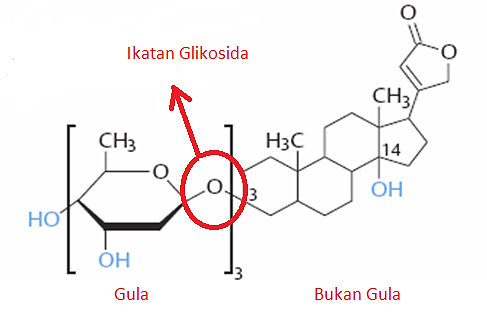 Ikatan Glikosida
O
O
CH₃
CH₃
H₃C
O
O
3
14
HO
OH
OH
3
Gula
Bukan Gula